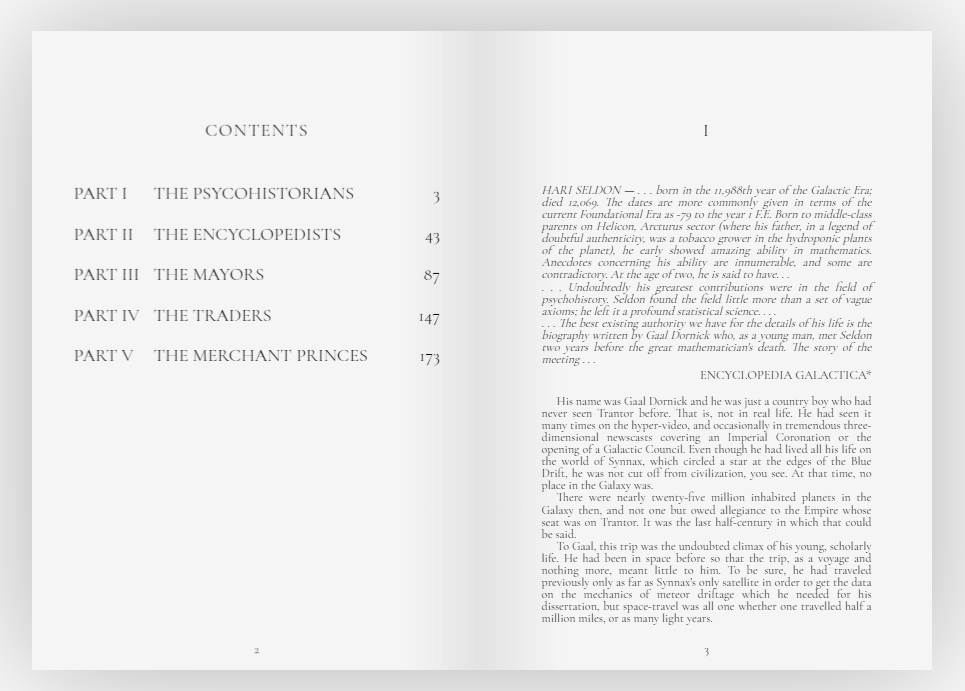 CONTENTS
PART I THE PSYCOHISTORIANS 3
PART II THE ENCYCLOPEDISTS 43
PART III THE MAYORS 87
PART IV THE TRADERS 147
PART V THE MERCHANT PRINCES 173
2
I
HARI SELDON — . . . born in the 11,988th year of the Galactic Era;
died 12,069. The dates are more commonly given in terms of the
current Foundational Era as -79 to the year 1 F.E. Born to middle-class
parents on Helicon, Arcturus sector (where his father, in a legend of
doubtful authenticity, was a tobacco grower in the hydroponic plants
of the planet), he early showed amazing ability in mathematics.
Anecdotes concerning his ability are innumerable, and some are
contradictory. At the age of two, he is said to have. . .
. . . Undoubtedly his greatest contributions were in the field of
psychohistory. Seldon found the field little more than a set of vague
axioms; he left it a profound statistical science. . . .
. . . The best existing authority we have for the details of his life is the
biography written by Gaal Dornick who, as a young man, met Seldon
two years before the great mathematician's death. The story of the
meeting . . .
ENCYCLOPEDIA GALACTICA*
His name was Gaal Dornick and he was just a country boy who had
never seen Trantor before. That is, not in real life. He had seen it
many times on the hyper-video, and occasionally in tremendous three-
dimensional newscasts covering an Imperial Coronation or the
opening of a Galactic Council. Even though he had lived all his life on
the world of Synnax, which circled a star at the edges of the Blue
Drift, he was not cut off from civilization, you see. At that time, no
place in the Galaxy was.
There were nearly twenty-five million inhabited planets in the
Galaxy then, and not one but owed allegiance to the Empire whose
seat was on Trantor. It was the last half-century in which that could
be said.
To Gaal, this trip was the undoubted climax of his young, scholarly
life. He had been in space before so that the trip, as a voyage and
nothing more, meant little to him. To be sure, he had traveled
previously only as far as Synnax's only satellite in order to get the data
on the mechanics of meteor driftage which he needed for his
dissertation, but space-travel was all one whether one travelled half a
million miles, or as many light years.
3